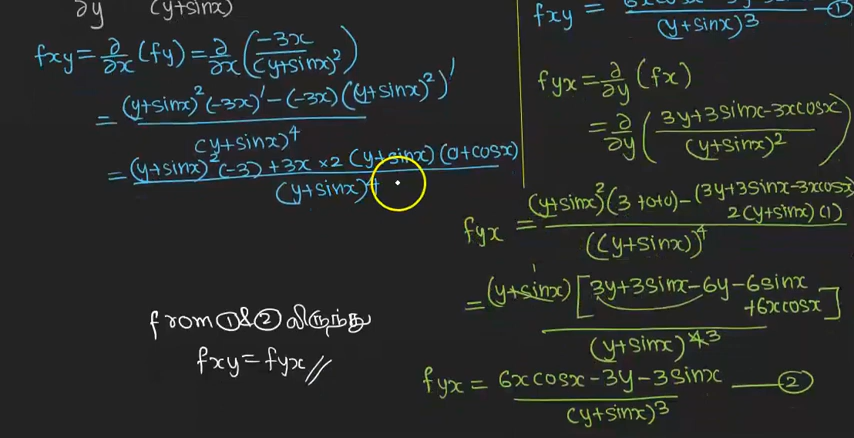 ∂y (y+sinx)
fxy = ∂/∂x (fy) = ∂/∂x (-3x/(y+sinx)²)
= ((y+sinx)² (-3x)' - (-3x) ((y+sinx)²)')/(y+sinx)⁴
= ((y+sinx)² (-3) + 3x × 2 (y+sinx) (0+cosx))/(y+sinx)⁴
from ① & ② லிருந்து
fxy = fyx //
fxy = /(y+sinx)³ — ①
fyx = ∂/∂y (fx)
= ∂/∂y ((3y+3sinx-3xcosx)/(y+sinx)²)
fyx = ((y+sinx)² (3+0+0) - (3y+3sinx-3xcosx) 2(y+sinx)(1))/((y+sinx))⁴
= (y+sinx) [3y+3sinx-6y-6sinx+6xcosx]/(y+sinx)⁴ 3
fyx = (6xcosx-3y-3sinx)/(y+sinx)³ — ②